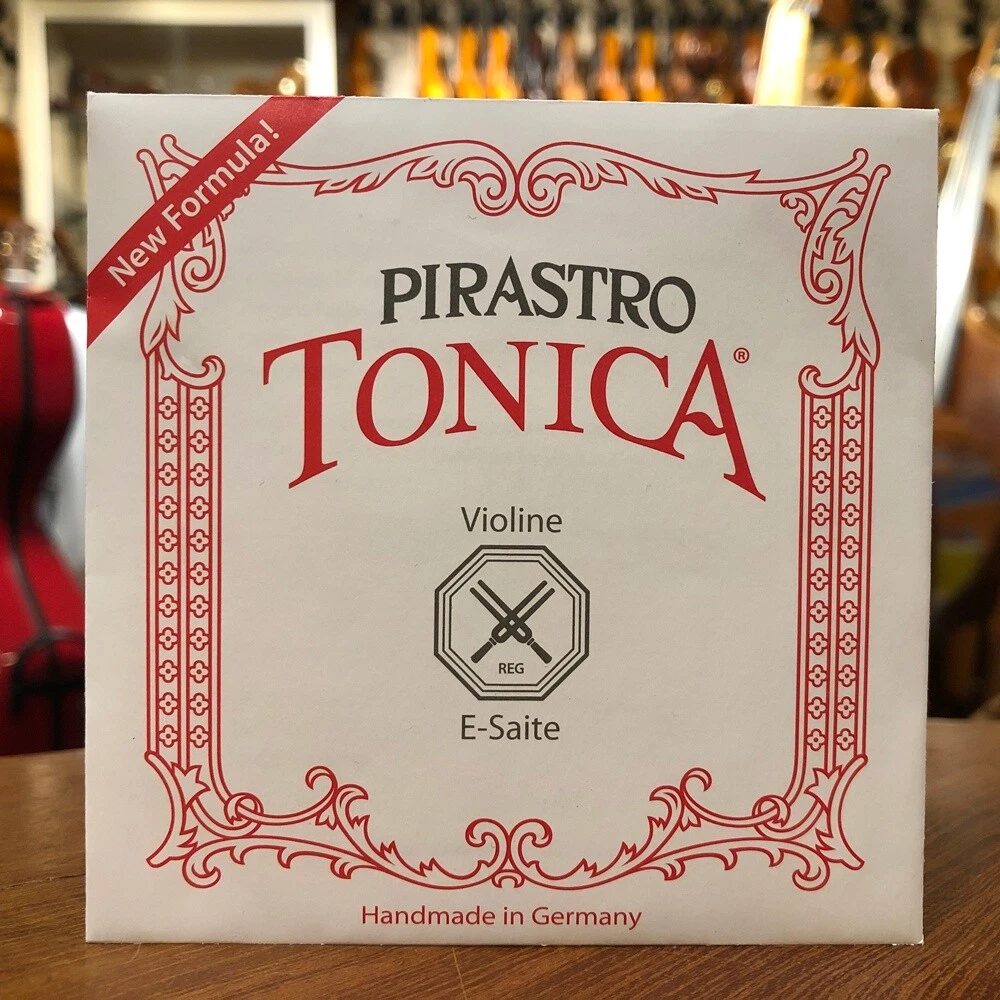 New Formula!
PIRASTRO
TONICA®
Violine
REG
E-Saite
Handmade in Germany